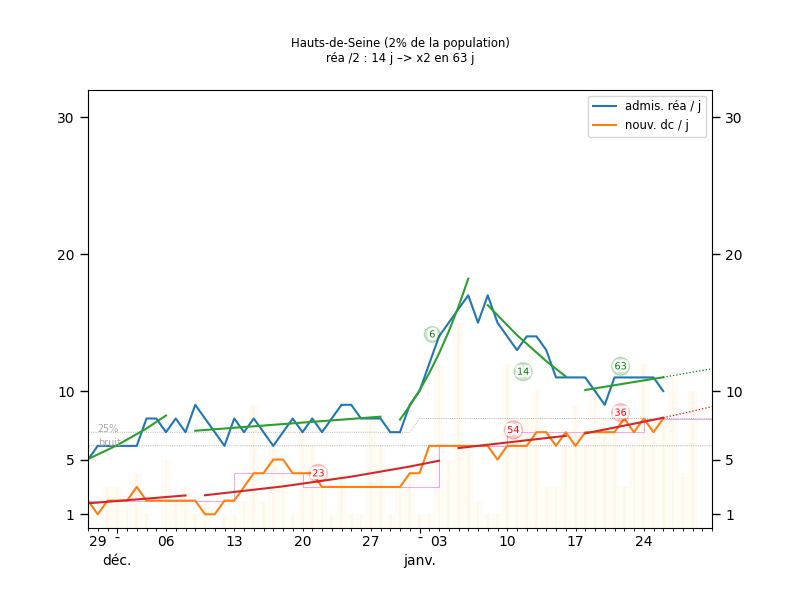 Hauts-de-Seine (2% de la population)
réa /2 : 14 j –> x2 en 63 j
admis. réa / j
nouv. dc / j
30
30
20
20
6
63
-14
10
10
36
25%
54
bruit
5
23
5
1
1
29 - 06 13 20 27 - 03 10 17 24
déc. janv.